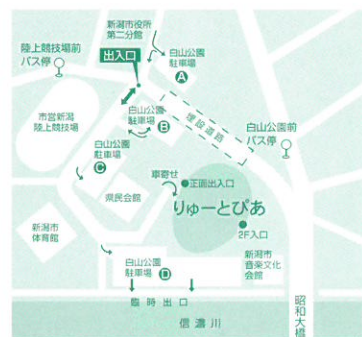 新潟市役所
第二分館
陸上競技場前
バス停
出入口
白山公園
駐車場
A
市営新潟
陸上競技場
白山公園
駐車場
B
埋設道路
白山公園前
バス停
白山公園
駐車場
C
車寄せ
正面出入口
県民会館
りゅーとぴあ
2F入口
新潟市
体育館
白山公園
駐車場
D
新潟市
音楽文化
会館
臨時出口
信濃川
昭和大橋